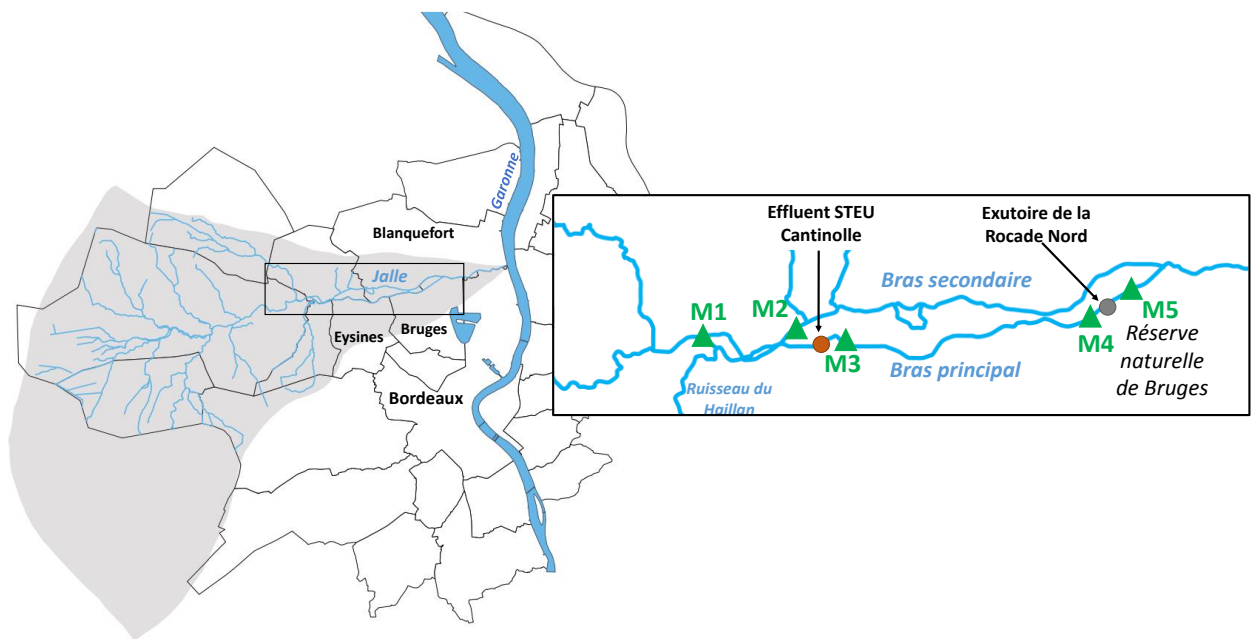 Garonne
Blanquefort
Jalle
Eysines
Bruges
Bordeaux
Effluent STEU
Cantinolle
Exutoire de la
Rocade Nord
Bras secondaire
M1
M2
M3
M4
M5
Bras principal
Ruisseau du
Haillan
Réserve
naturelle
de Bruges